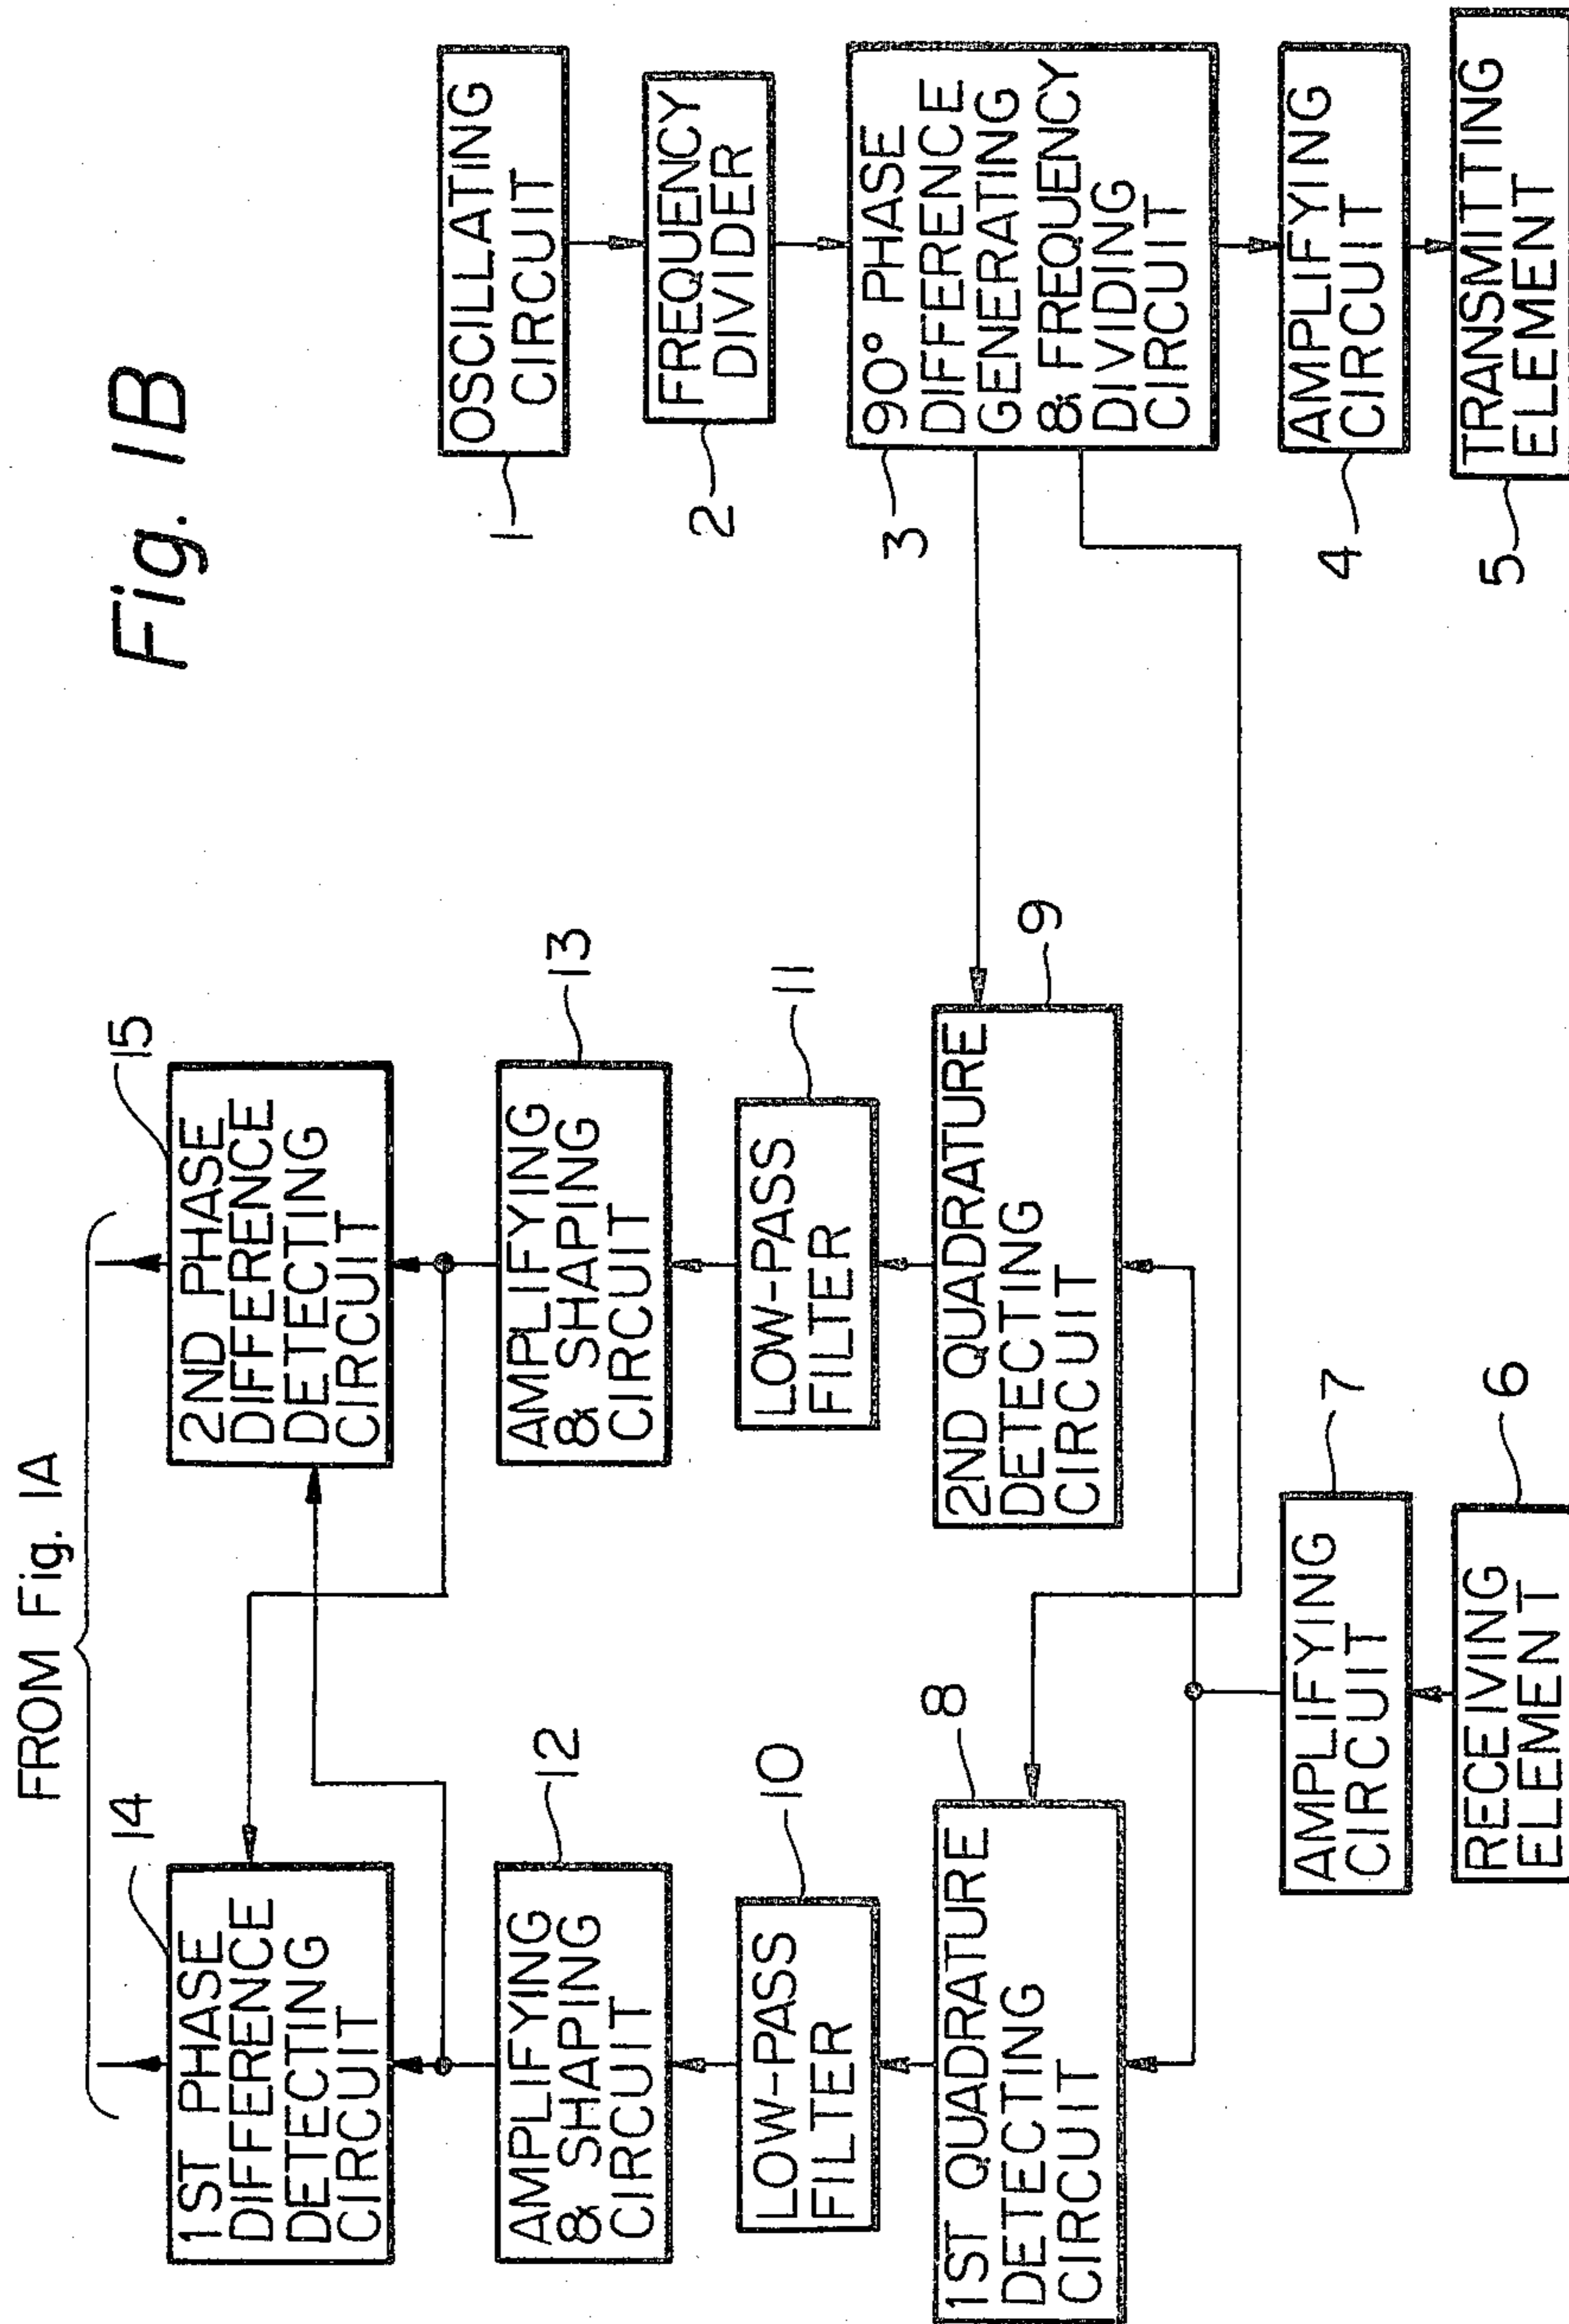 Fig. 1B
FROM Fig. 1A
OSCILLATING
CIRCUIT
1
FREQUENCY
DIVIDER
2
90° PHASE
DIFFERENCE
GENERATING
& FREQUENCY
DIVIDING
CIRCUIT
3
AMPLIFYING
CIRCUIT
4
TRANSMITTING
ELEMENT
5
2ND PHASE
DIFFERENCE
DETECTING
CIRCUIT
15
AMPLIFYING
& SHAPING
CIRCUIT
13
LOW-PASS
FILTER
11
2ND QUADRATURE
DETECTING
CIRCUIT
9
1ST PHASE
DIFFERENCE
DETECTING
CIRCUIT
14
AMPLIFYING
& SHAPING
CIRCUIT
12
LOW-PASS
FILTER
10
1ST QUADRATURE
DETECTING
CIRCUIT
8
AMPLIFYING
CIRCUIT
7
RECEIVING
ELEMENT
6